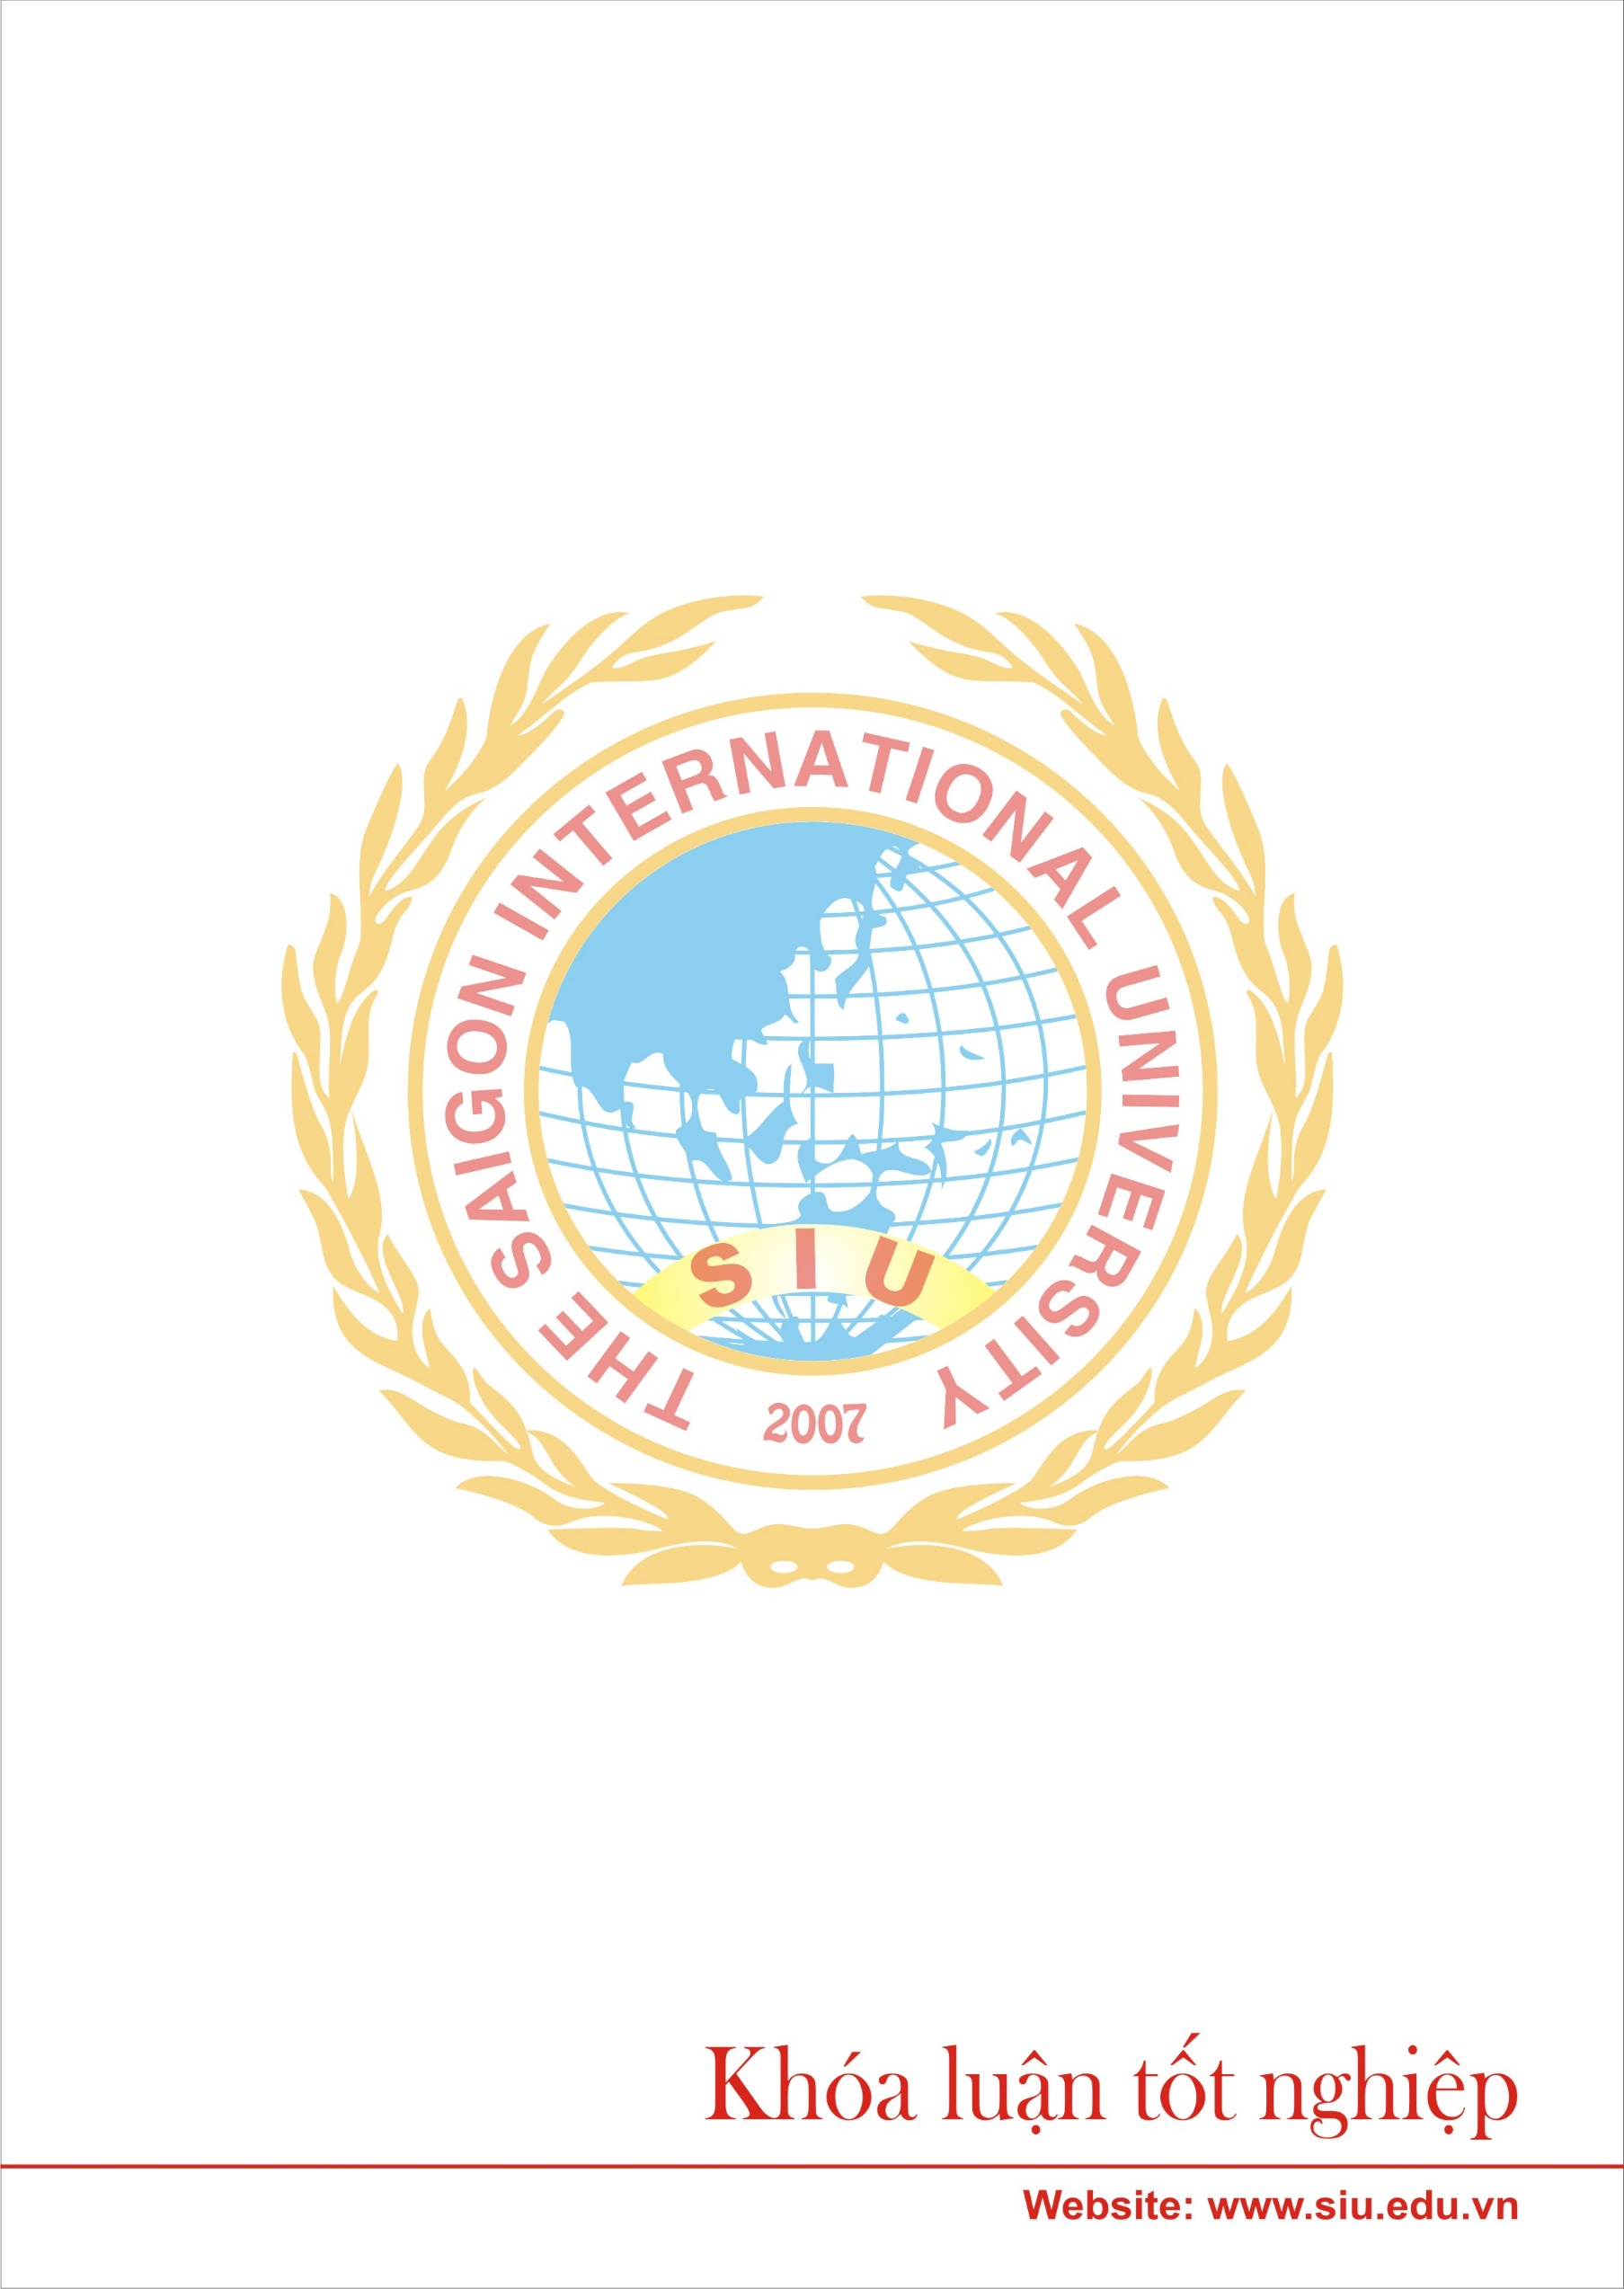 THE SAIGON INTERNATIONAL UNIVERSITY
SIU
2007
Khóa luận tốt nghiệp
Website: www.siu.edu.vn